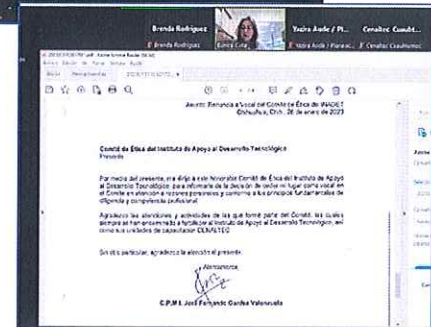 Brenda Rodriguez
Yazira Aude / Pl...
Cenaltec Cuauht...
Brenda Rodriguez
Eunice Cota
Yazira Aude / Planeac...
Cenaltec Cuauhtemoc
Inicio
Herramientas
Asunto: Renuncia a Vocal del Comité de Ética de INADET
Chihuahua, Chih., 26 de enero de 2023
Comité de Ética del Instituto de Apoyo al Desarrollo Tecnológico
Presente
Por medio del presente, me dirijo a este Honorable Comité de Ética del Instituto de Apoyo
al Desarrollo Tecnológico, para informarle de la decisión de ceder mi lugar como vocal en
el Comité en atención a razones personales y conforme a los principios fundamentales de
diligencia y competencia profesional.
Agradezco las atenciones y actividades de las que formé parte del Comité, las cuales
siempre se han encaminado a fortalecer al Instituto de Apoyo al Desarrollo Tecnológico, así
como sus unidades de capacitación CENALTEC.
Sin otro particular, agradezco la atención al presente.
Atentamente,
C.P. M.I. José Fernando Gardea Valenzuela